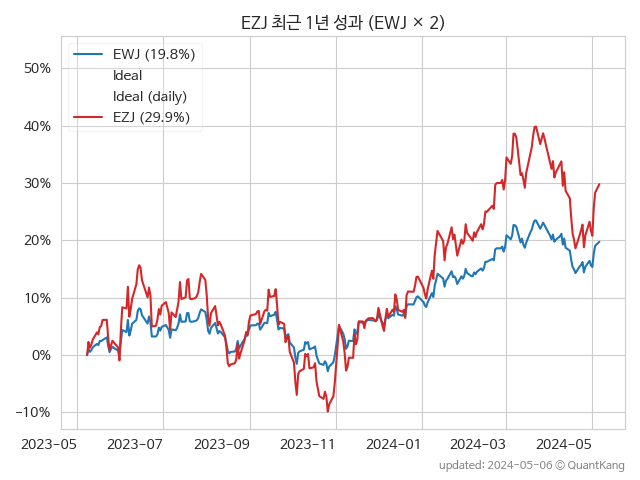 EZJ 최근 1년 성과 (EWJ × 2)
EWJ (19.8%)
Ideal
Ideal (daily)
EZJ (29.9%)
50%
40%
30%
20%
10%
0%
−10%
2023-05 2023-07 2023-09 2023-11 2024-01 2024-03 2024-05
updated: 2024-05-06 © QuantKang